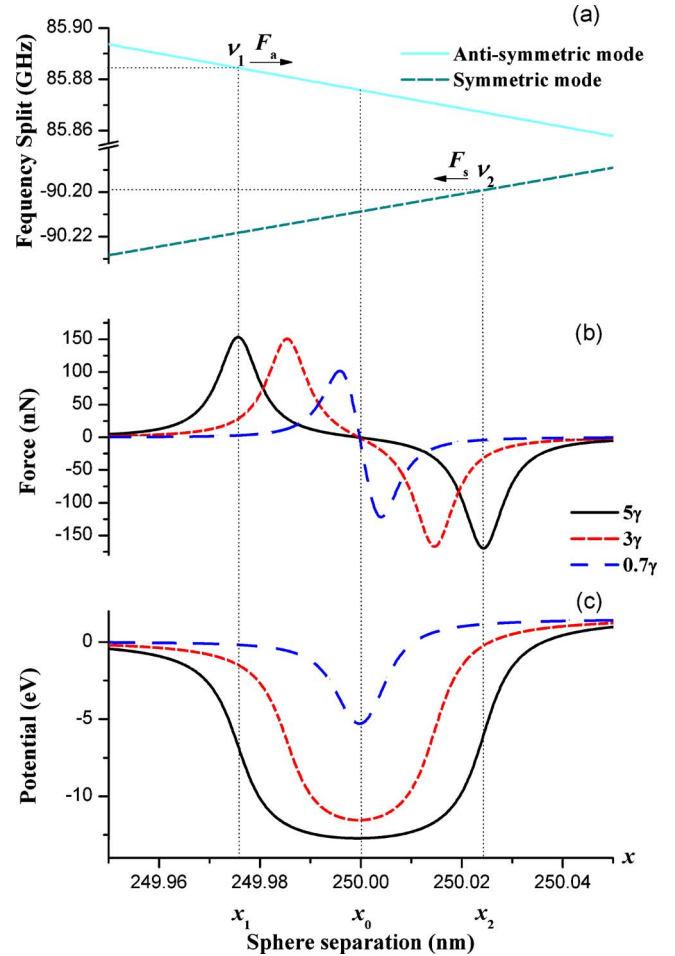 (a)
85.90
85.88
85.86
-90.20
-90.22
Fequency Split (GHz)
ν1 Fa
Anti-symmetric mode
Symmetric mode
Fs ν2
(b)
150
100
50
0
-50
-100
-150
Force (nN)
5γ
3γ
0.7γ
(c)
0
-5
-10
Potential (eV)
x
249.96 249.98 250.00 250.02 250.04
x1 x0 x2
Sphere separation (nm)